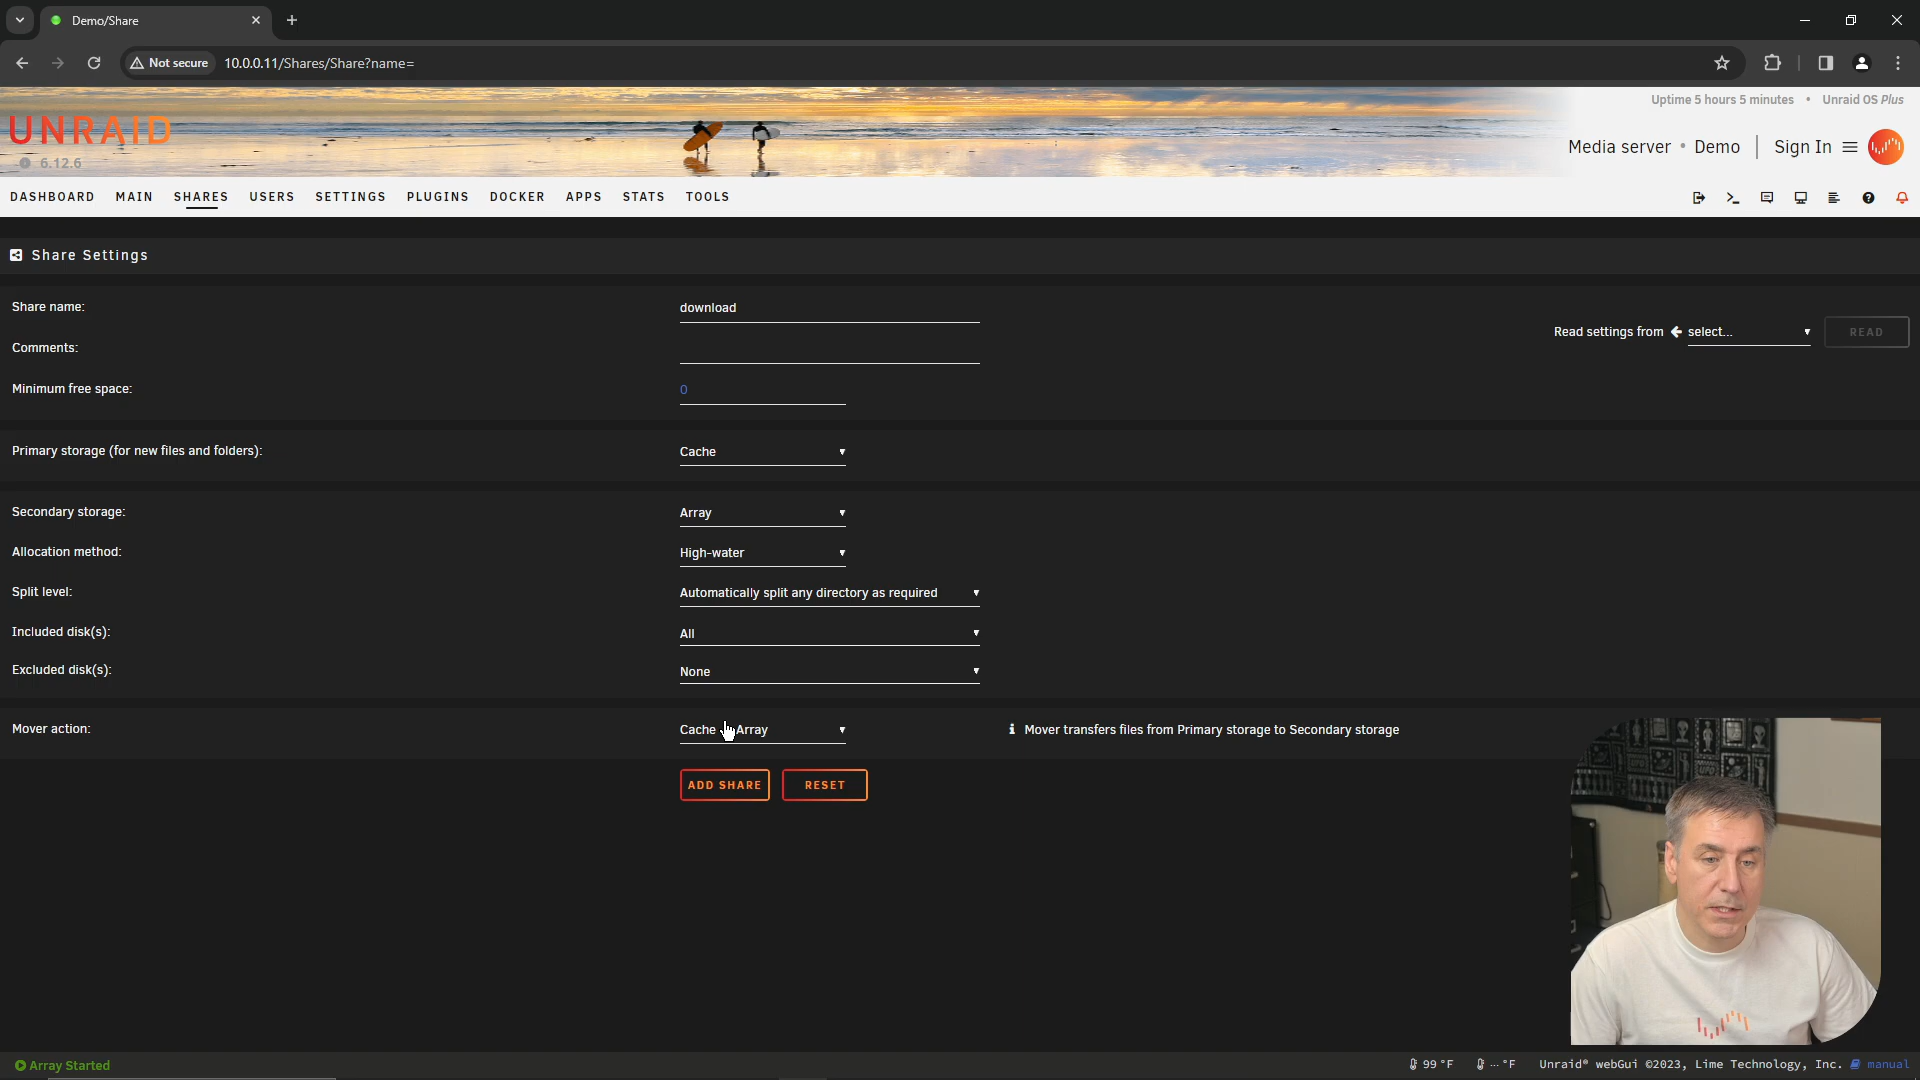 Demo/Share
Not secure
10.0.0.11/Shares/Share?name=
Uptime 5 hours 5 minutes • Unraid OS Plus
UNRAID
6.12.6
Media server • Demo
Sign In
DASHBOARD MAIN SHARES USERS SETTINGS PLUGINS DOCKER APPS STATS TOOLS
Share Settings
Share name: download
Read settings from select... READ
Comments:
Minimum free space: 0
Primary storage (for new files and folders): Cache
Secondary storage: Array
Allocation method: High-water
Split level: Automatically split any directory as required
Included disk(s): All
Excluded disk(s): None
Mover action: Cache Array
Mover transfers files from Primary storage to Secondary storage
ADD SHARE RESET
Array Started
99 °F -- °F Unraid® webGui ©2023, Lime Technology, Inc. manual